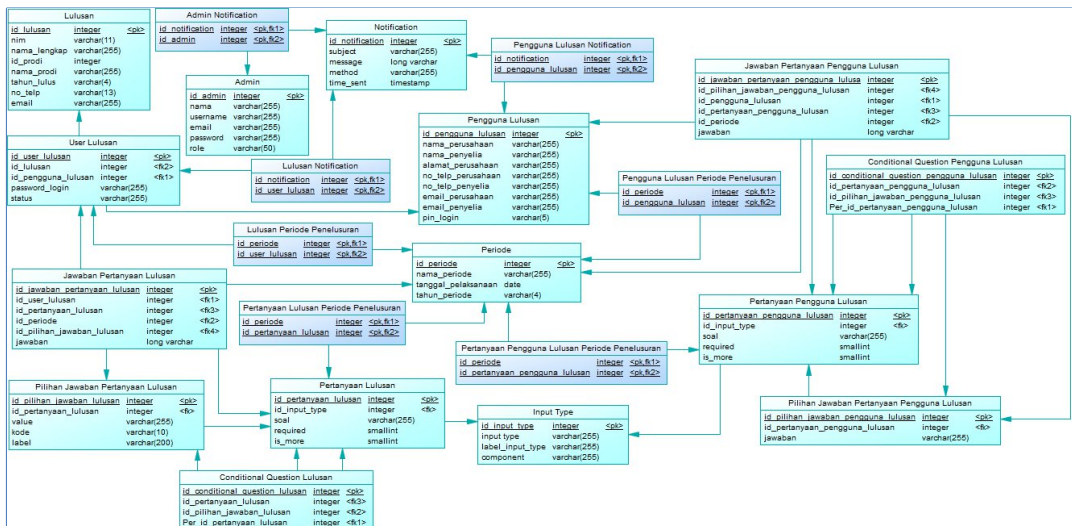 Lulusan
id_lulusan integer <pk>
nim varchar(11)
nama_lengkap varchar(255)
id_prodi integer
nama_prodi varchar(255)
tahun_lulus varchar(4)
no_telp varchar(13)
email varchar(255)
Admin Notification
id_notification integer <pk,fk1>
id_admin integer <pk,fk2>
Notification
id_notification integer <pk>
subject varchar(255)
message long varchar
method varchar(255)
time_sent timestamp
Pengguna Lulusan Notification
id_notification integer <pk,fk1>
id_pengguna_lulusan integer <pk,fk2>
Jawaban Pertanyaan Pengguna Lulusan
id_jawaban_pertanyaan_pengguna_lulusa integer <pk>
id_pilihan_jawaban_pengguna_lulusan integer <fk4>
id_pengguna_lulusan integer <fk1>
id_pertanyaan_pengguna_lulusan integer <fk3>
id_periode integer <fk2>
jawaban long varchar
Admin
id_admin integer <pk>
nama varchar(255)
username varchar(255)
email varchar(255)
password varchar(255)
role varchar(50)
Pengguna Lulusan
id_pengguna_lulusan integer <pk>
nama_perusahaan varchar(255)
nama_penyelia varchar(255)
alamat_perusahaan varchar(255)
no_telp_perusahaan varchar(255)
no_telp_penyelia varchar(255)
email_perusahaan varchar(255)
email_penyelia varchar(255)
pin_login varchar(5)
User Lulusan
id_user_lulusan integer <pk>
id_lulusan integer <fk2>
id_pengguna_lulusan integer <fk1>
password_login varchar(255)
status varchar(255)
Lulusan Notification
id_notification integer <pk,fk1>
id_user_lulusan integer <pk,fk2>
Pengguna Lulusan Periode Penelusuran
id_periode integer <pk,fk1>
id_pengguna_lulusan integer <pk,fk2>
Conditional Question Pengguna Lulusan
id_conditional_question_pengguna_lulusan integer <pk>
id_pertanyaan_pengguna_lulusan integer <fk2>
id_pilihan_jawaban_pengguna_lulusan integer <fk3>
Per_id_pertanyaan_pengguna_lulusan integer <fk1>
Lulusan Periode Penelusuran
id_periode integer <pk,fk1>
id_user_lulusan integer <pk,fk2>
Periode
id_periode integer <pk>
nama_periode varchar(255)
tanggal_pelaksanaan date
tahun_periode varchar(4)
Jawaban Pertanyaan Lulusan
id_jawaban_pertanyaan_lulusan integer <pk>
id_user_lulusan integer <fk1>
id_pertanyaan_lulusan integer <fk3>
id_periode integer <fk2>
id_pilihan_jawaban_lulusan integer <fk4>
jawaban long varchar
Pertanyaan Lulusan Periode Penelusuran
id_periode integer <pk,fk1>
id_pertanyaan_lulusan integer <pk,fk2>
Pertanyaan Pengguna Lulusan
id_pertanyaan_pengguna_lulusan integer <pk>
id_input_type integer <fk>
soal varchar(255)
required smallint
is_more smallint
Pertanyaan Pengguna Lulusan Periode Penelusuran
id_periode integer <pk,fk1>
id_pertanyaan_pengguna_lulusan integer <pk,fk2>
Pilihan Jawaban Pertanyaan Lulusan
id_pilihan_jawaban_lulusan integer <pk>
id_pertanyaan_lulusan integer <fk>
value varchar(255)
kode varchar(10)
label varchar(200)
Pertanyaan Lulusan
id_pertanyaan_lulusan integer <pk>
id_input_type integer <fk>
soal varchar(255)
required smallint
is_more smallint
Input Type
id_input_type integer <pk>
input type varchar(255)
label_input_type varchar(255)
component varchar(255)
Pilihan Jawaban Pertanyaan Pengguna Lulusan
id_pilihan_jawaban_pengguna_lulusan integer <pk>
id_pertanyaan_pengguna_lulusan integer <fk>
jawaban varchar(255)
Conditional Question Lulusan
id_conditional_question_lulusan integer <pk>
id_pertanyaan_lulusan integer <fk3>
id_pilihan_jawaban_lulusan integer <fk2>
Per_id_pertanyaan_lulusan integer <fk1>